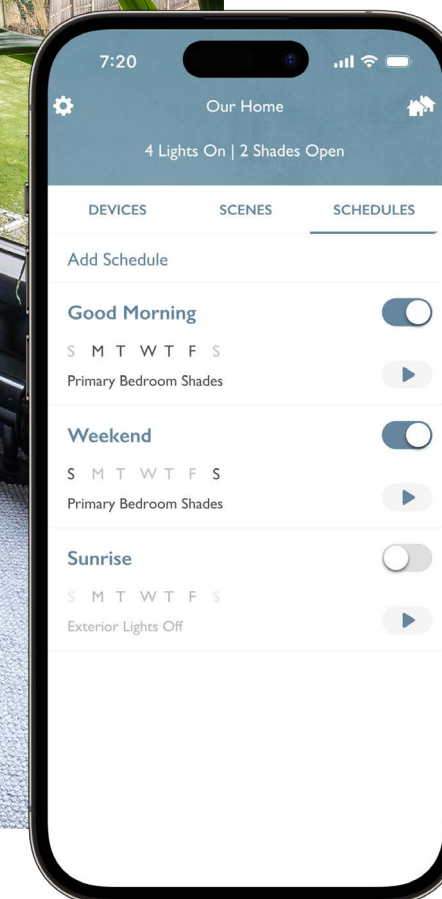 7:20
Our Home
4 Lights On | 2 Shades Open
DEVICES SCENES SCHEDULES
Add Schedule
Good Morning
S M T W T F S
Primary Bedroom Shades
Weekend
S M T W T F S
Primary Bedroom Shades
Sunrise
S M T W T F S
Exterior Lights Off